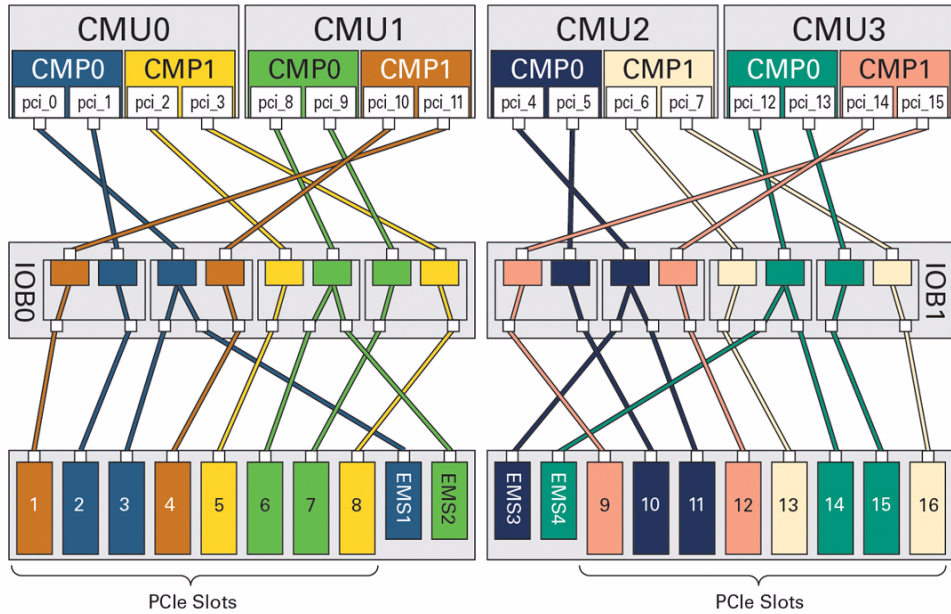 CMU0 CMU1 CMU2 CMU3
CMP0 CMP1 CMP0 CMP1 CMP0 CMP1 CMP0 CMP1
pci_0 pci_1 pci_2 pci_3 pci_8 pci_9 pci_10 pci_11 pci_4 pci_5 pci_6 pci_7 pci_12 pci_13 pci_14 pci_15
IOB0 IOB1
1 2 3 4 5 6 7 8 EMS1 EMS2 EMS3 EMS4 9 10 11 12 13 14 15 16
PCIe Slots PCIe Slots